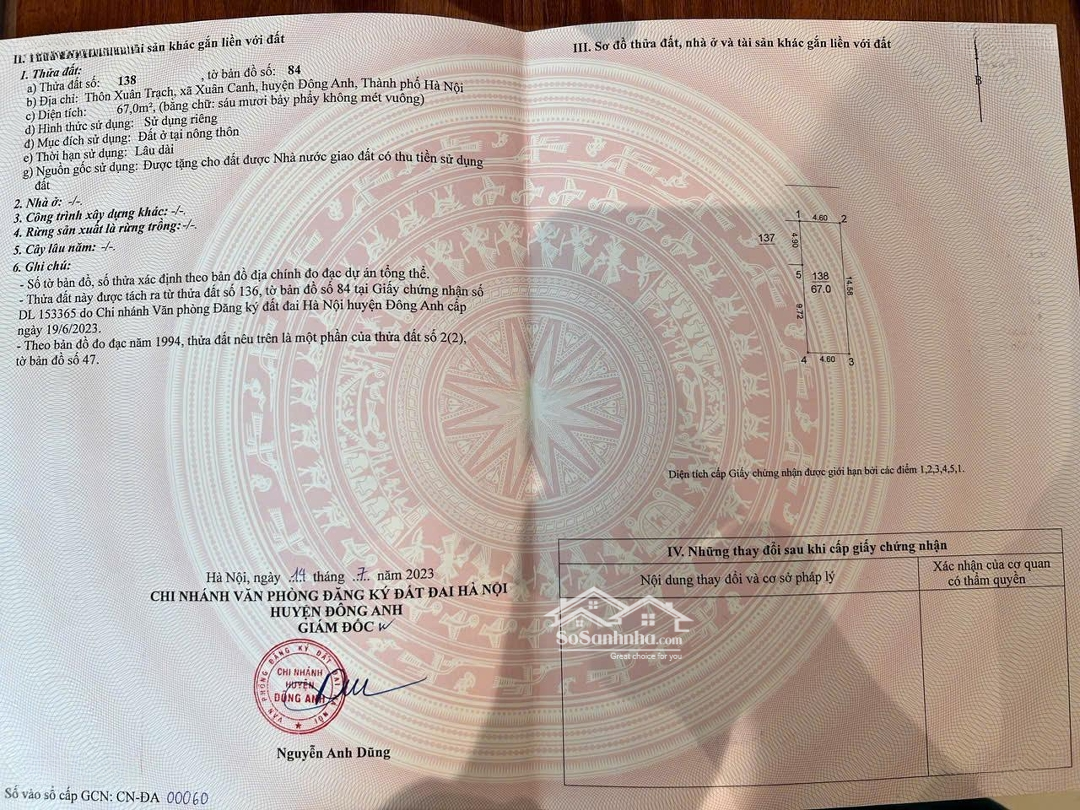 II. Thửa đất, nhà ở và tài sản khác gắn liền với đất
1. Thửa đất:
a) Thửa đất số: 138 , tờ bản đồ số: 84
b) Địa chỉ: Thôn Xuân Trạch, xã Xuân Canh, huyện Đông Anh, Thành phố Hà Nội
c) Diện tích: 67,0m², (bằng chữ: sáu mươi bảy phẩy không mét vuông)
d) Hình thức sử dụng: Sử dụng riêng
đ) Mục đích sử dụng: Đất ở tại nông thôn
e) Thời hạn sử dụng: Lâu dài
g) Nguồn gốc sử dụng: Được tặng cho đất được Nhà nước giao đất có thu tiền sử dụng
đất
2. Nhà ở: -/-.
3. Công trình xây dựng khác: -/-.
4. Rừng sản xuất là rừng trồng: -/-.
5. Cây lâu năm: -/-.
6. Ghi chú:
- Số tờ bản đồ, số thửa xác định theo bản đồ địa chính đo đạc dự án tổng thể.
- Thửa đất này được tách ra từ thửa đất số 136, tờ bản đồ số 84 tại Giấy chứng nhận số
DL 153365 do Chi nhánh Văn phòng Đăng ký đất đai Hà Nội huyện Đông Anh cấp
ngày 19/6/2023.
- Theo bản đồ đo đạc năm 1994, thửa đất nêu trên là một phần của thửa đất số 2(2),
tờ bản đồ số 47.
Hà Nội, ngày 14 tháng 7 năm 2023
CHI NHÁNH VĂN PHÒNG ĐĂNG KÝ ĐẤT ĐAI HÀ NỘI
HUYỆN ĐÔNG ANH
GIÁM ĐỐC
VĂN PHÒNG ĐĂNG KÝ ĐẤT ĐAI HÀ NỘI
CHI NHÁNH
HUYỆN
ĐÔNG ANH
Nguyễn Anh Dũng
Số vào sổ cấp GCN: CN-ĐA 00060
III. Sơ đồ thửa đất, nhà ở và tài sản khác gắn liền với đất
B
1 4.60 2
137
4.90
5 138
67.0
14.56
9.72
4 4.60 3
Diện tích cấp Giấy chứng nhận được giới hạn bởi các điểm 1,2,3,4,5,1.
IV. Những thay đổi sau khi cấp giấy chứng nhận
Nội dung thay đổi và cơ sở pháp lý
Xác nhận của cơ quan
có thẩm quyền
SoSanhnha.com
Great choice for you